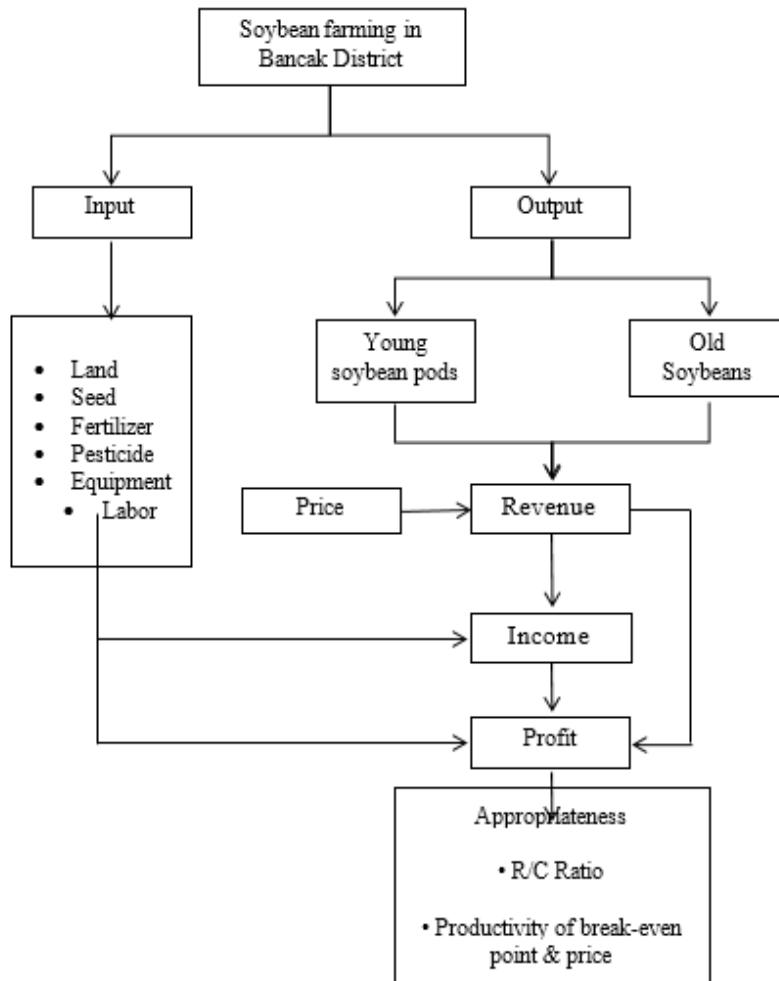 Soybean farming in
Bancak District
Input
Output
Young
soybean pods
Old
Soybeans
• Land
• Seed
• Fertilizer
• Pesticide
• Equipment
• Labor
Price
Revenue
Income
Profit
Appropriateness
• R/C Ratio
• Productivity of break-even
point & price